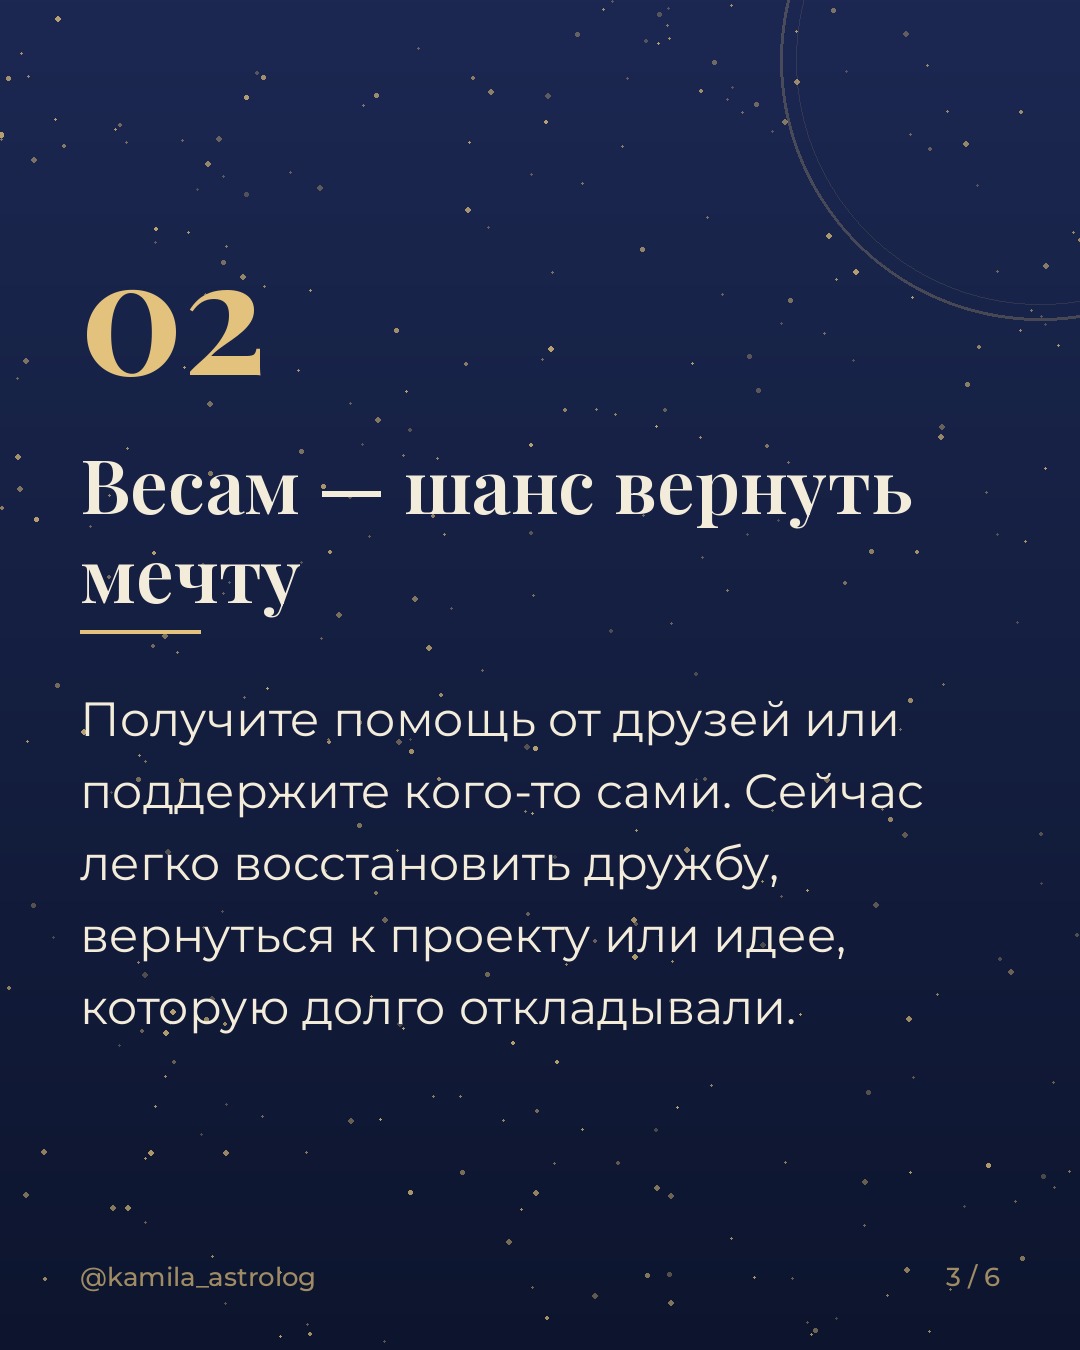 02
Весам — шанс вернуть
мечту
Получите помощь от друзей или
поддержите кого-то сами. Сейчас
легко восстановить дружбу,
вернуться к проекту или идее,
которую долго откладывали.
@kamila_astrolog
3 / 6